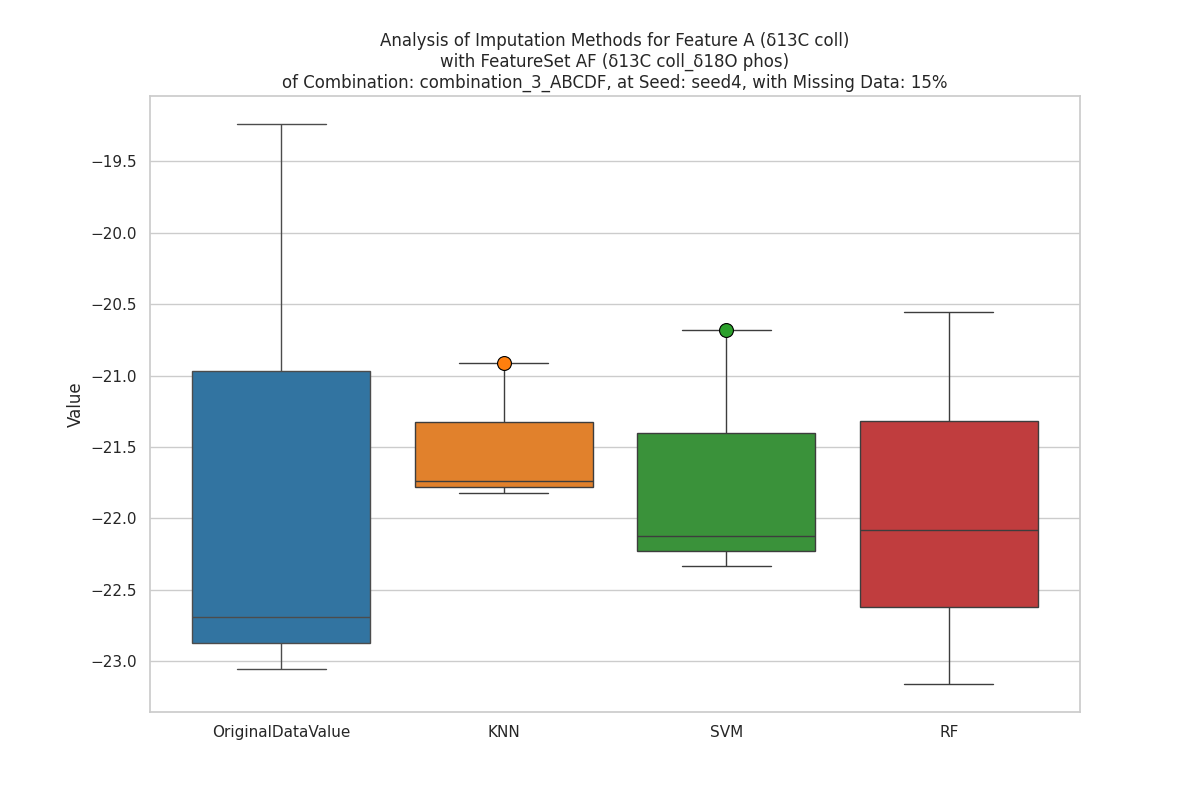 Analysis of Imputation Methods for Feature A (δ13C coll)
with FeatureSet AF (δ13C coll_δ18O phos)
of Combination: combination_3_ABCDF, at Seed: seed4, with Missing Data: 15%
Value
−19.5
−20.0
−20.5
−21.0
−21.5
−22.0
−22.5
−23.0
OriginalDataValue
KNN
SVM
RF